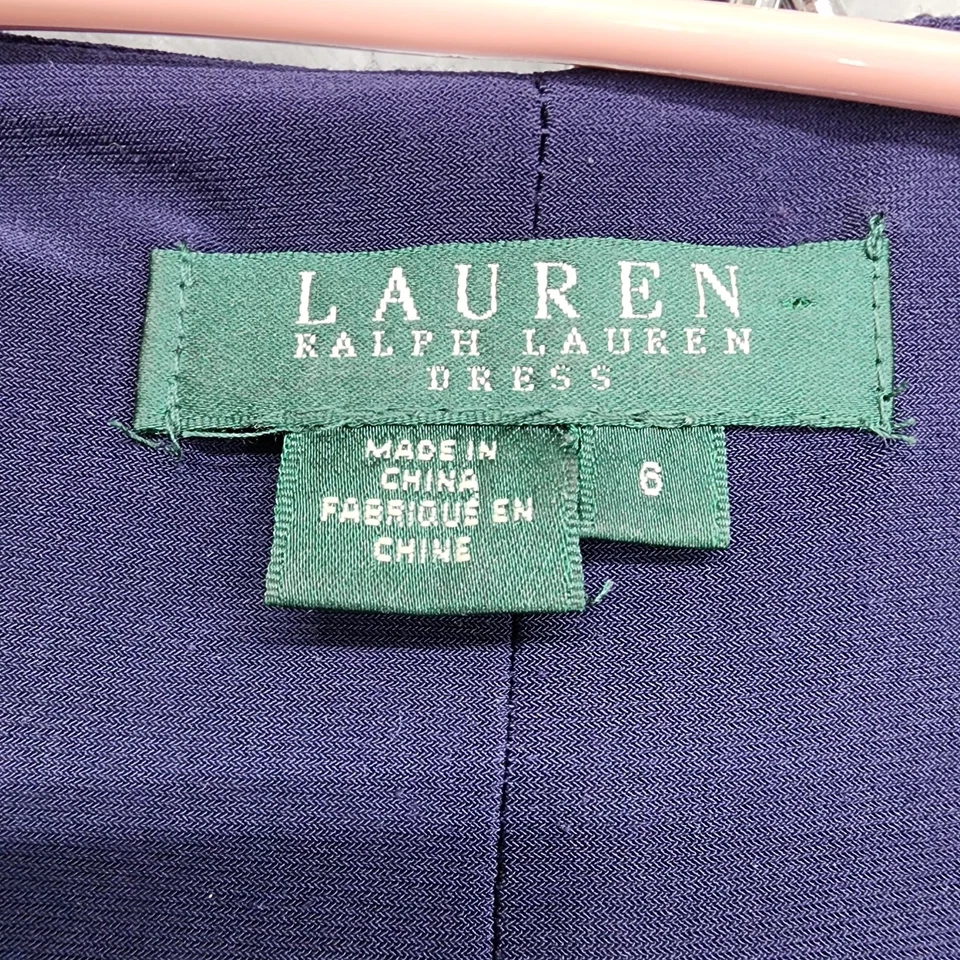 LAUREN
RALPH LAUREN
DRESS
MADE IN
CHINA
FABRIQUÉ EN
CHINE
6